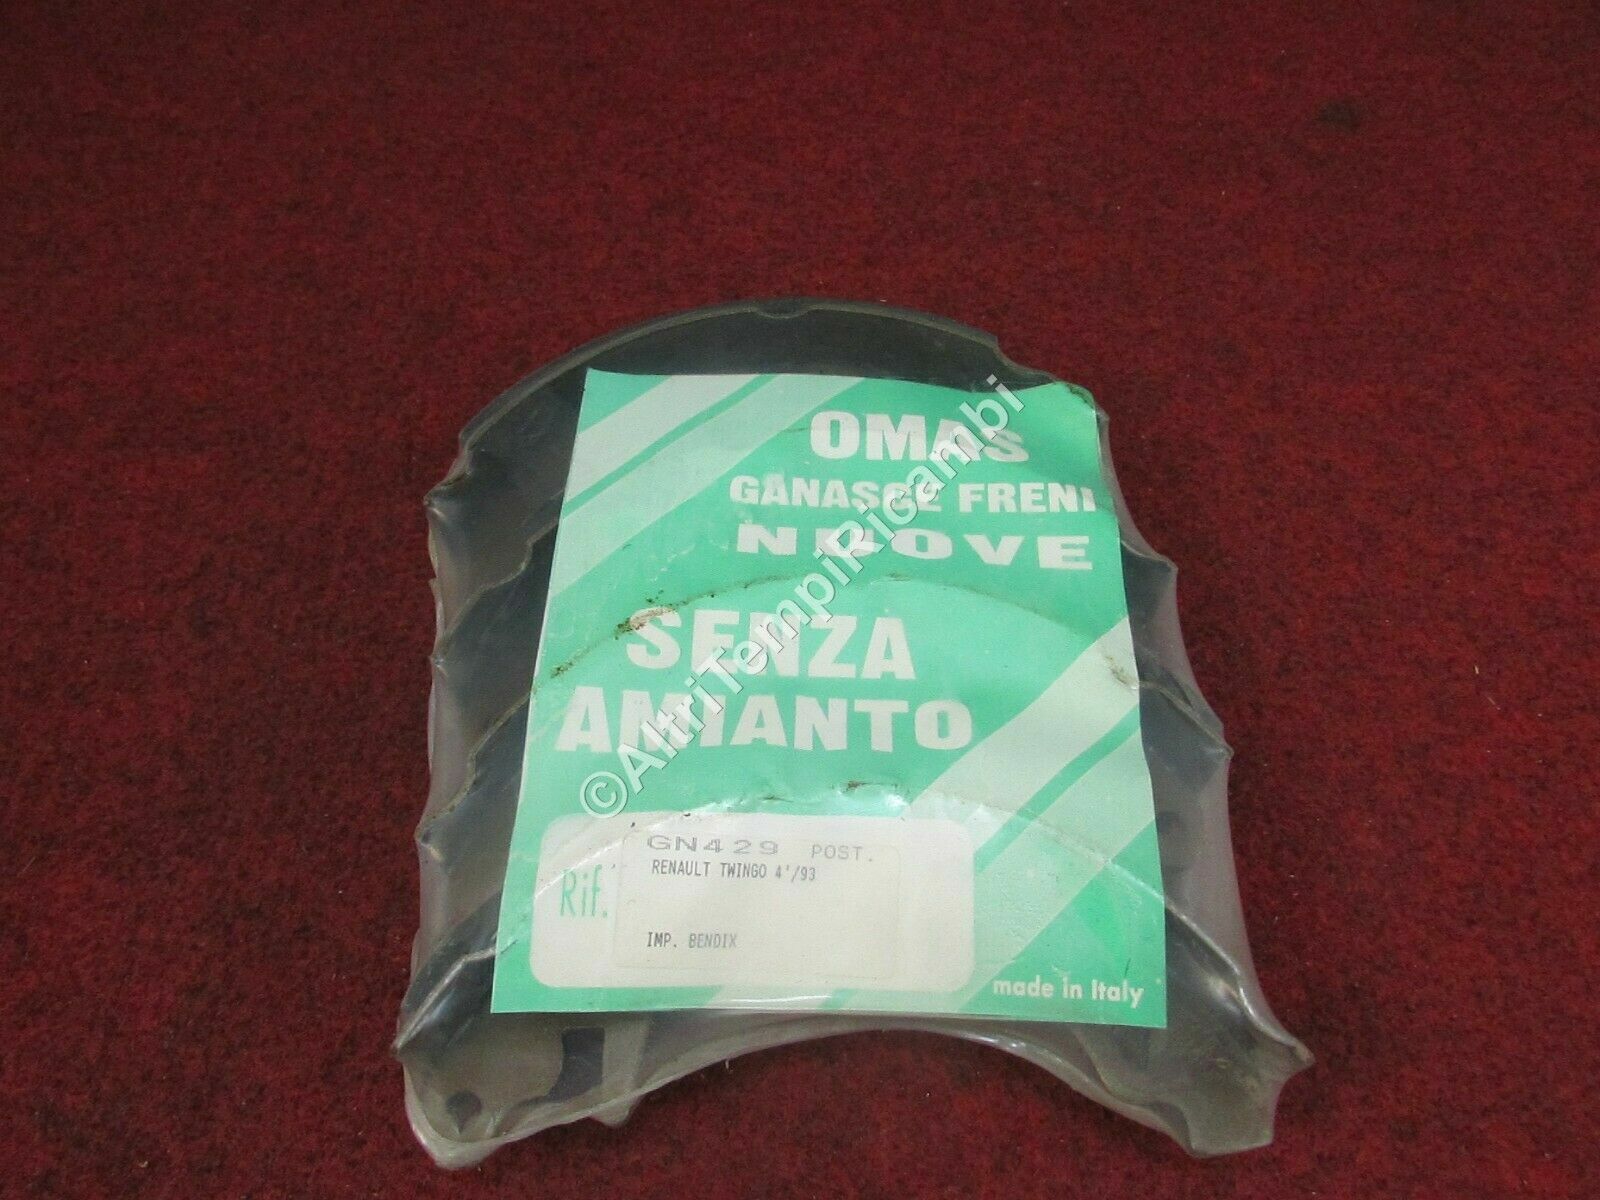 OMAs
GANASCE FRENI
NUOVE
SENZA
AMIANTO
GN429 POST.
RENAULT TWINGO 4'/93
Rif.
IMP. BENDIX
made in Italy
©AltriTempiRicambi